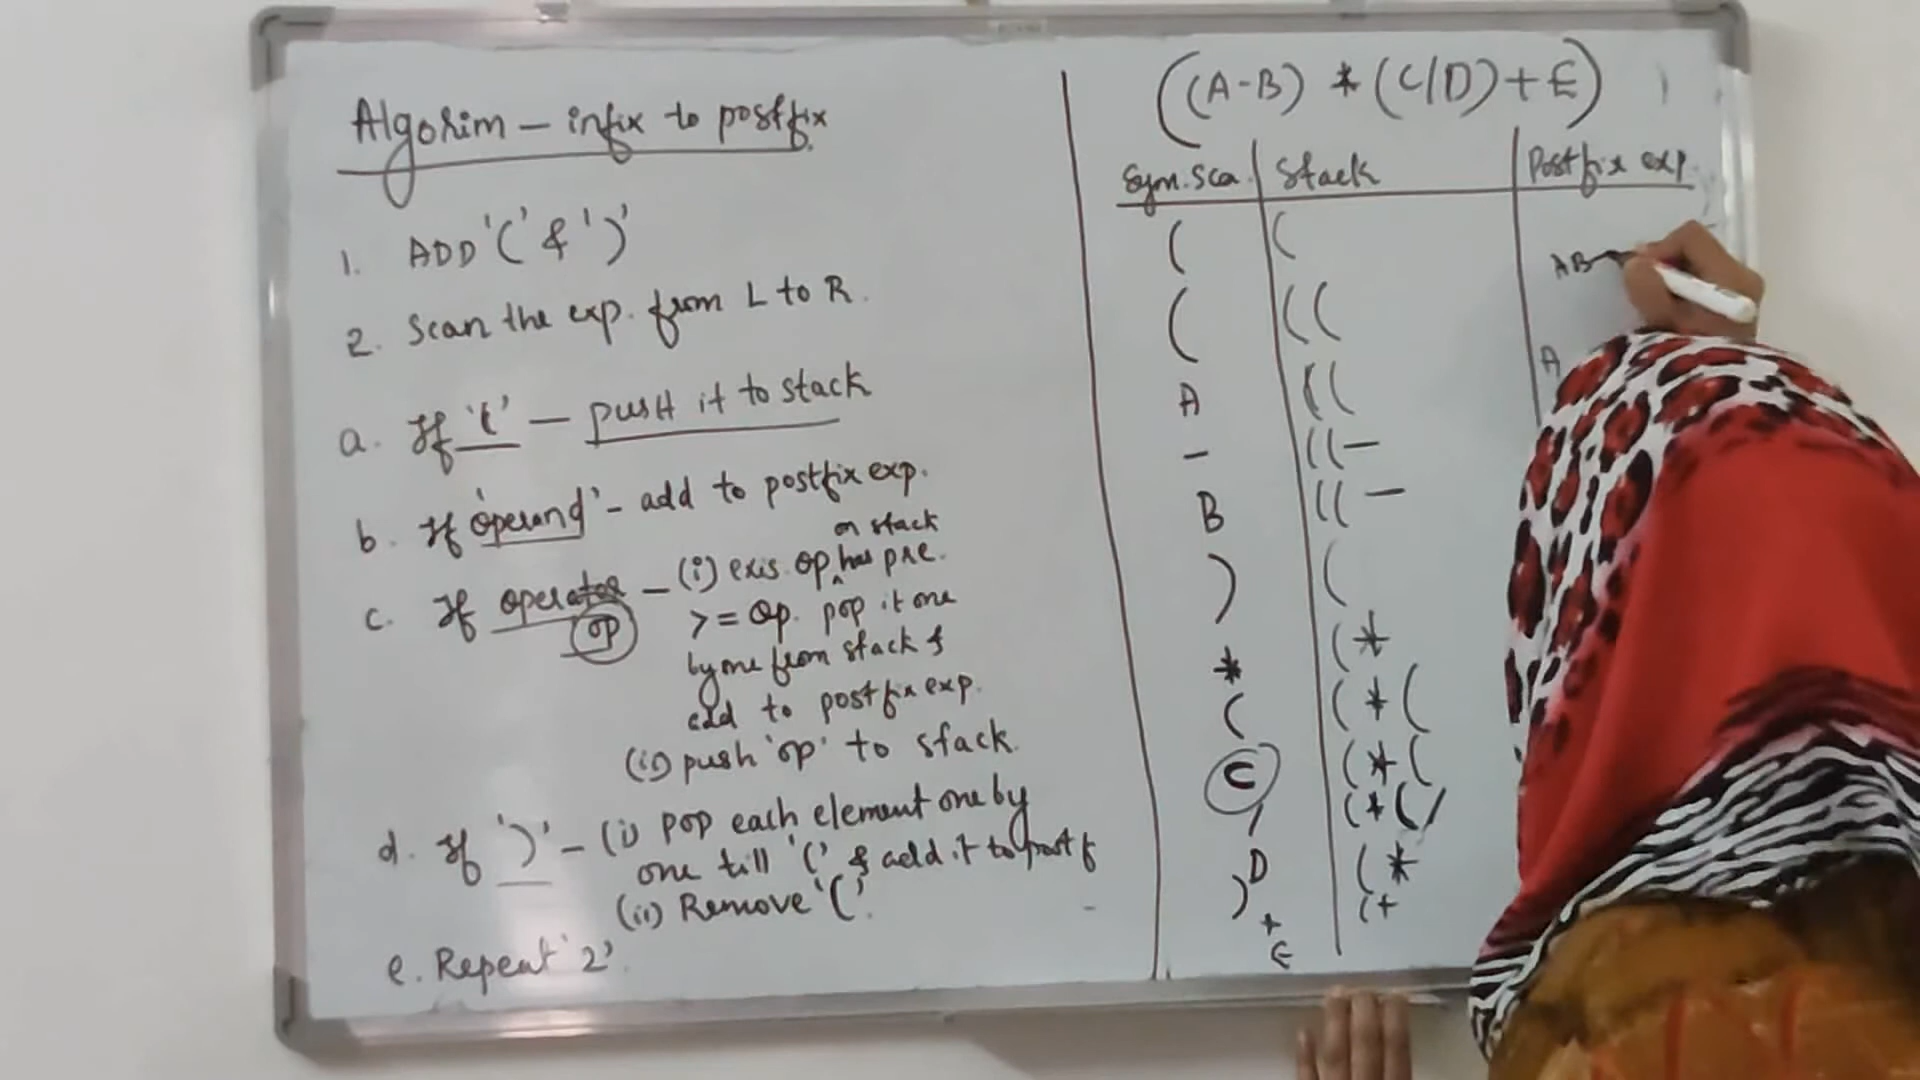 Algorim – infix to postfix
1. ADD '(' & ')'
2. Scan the exp. from L to R.
a. If '(' – push it to stack
b. If 'operand' - add to postfix exp.
on stack
c. If operator – (i) exis. op has pre.
op >= op. pop it one
by one from stack &
add to postfix exp.
(ii) push 'op' to stack.
d. If ')' – (i) pop each element one by
one till '(' & add it to post f
(ii) Remove '('.
e. Repeat '2'.
((A-B) * (C/D)+E)
Sym. Sca. Stack Postfix exp.
( (
AB-
( ((
A
A ((
- ((-
B ((-
) (
* (*
( (*(
C (*(
/ (*(/
D
) (*
+ (+
E